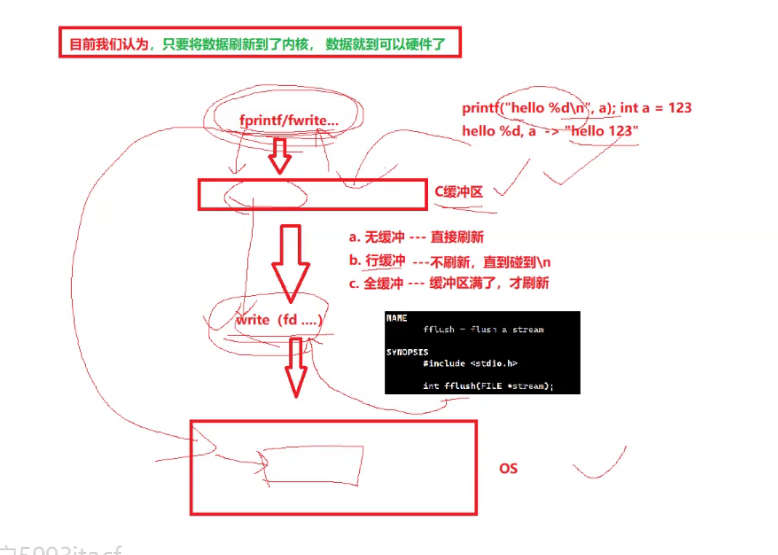 目前我们认为，只要将数据刷新到了内核， 数据就到可以硬件了
fprintf/fwrite...
printf("hello %d\n", a); int a = 123
hello %d, a -> "hello 123"
C缓冲区
a. 无缓冲 --- 直接刷新
b. 行缓冲 ---不刷新，直到碰到\n
c. 全缓冲 --- 缓冲区满了，才刷新
write（fd ....）
NAME
fflush - flush a stream
SYNOPSIS
#include <stdio.h>
int fflush(FILE *stream);
OS